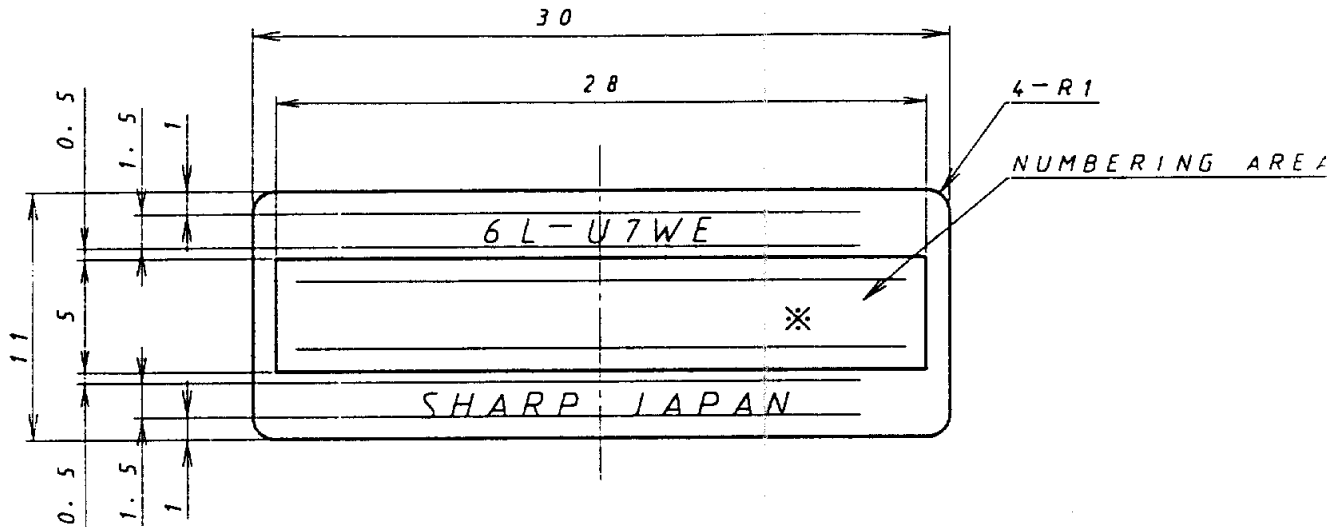 30
28
4-R1
NUMBERING AREA
0.5
1.5
1
6L-U7WE
11
5
※
SHARP JAPAN
0.5
1.5
1